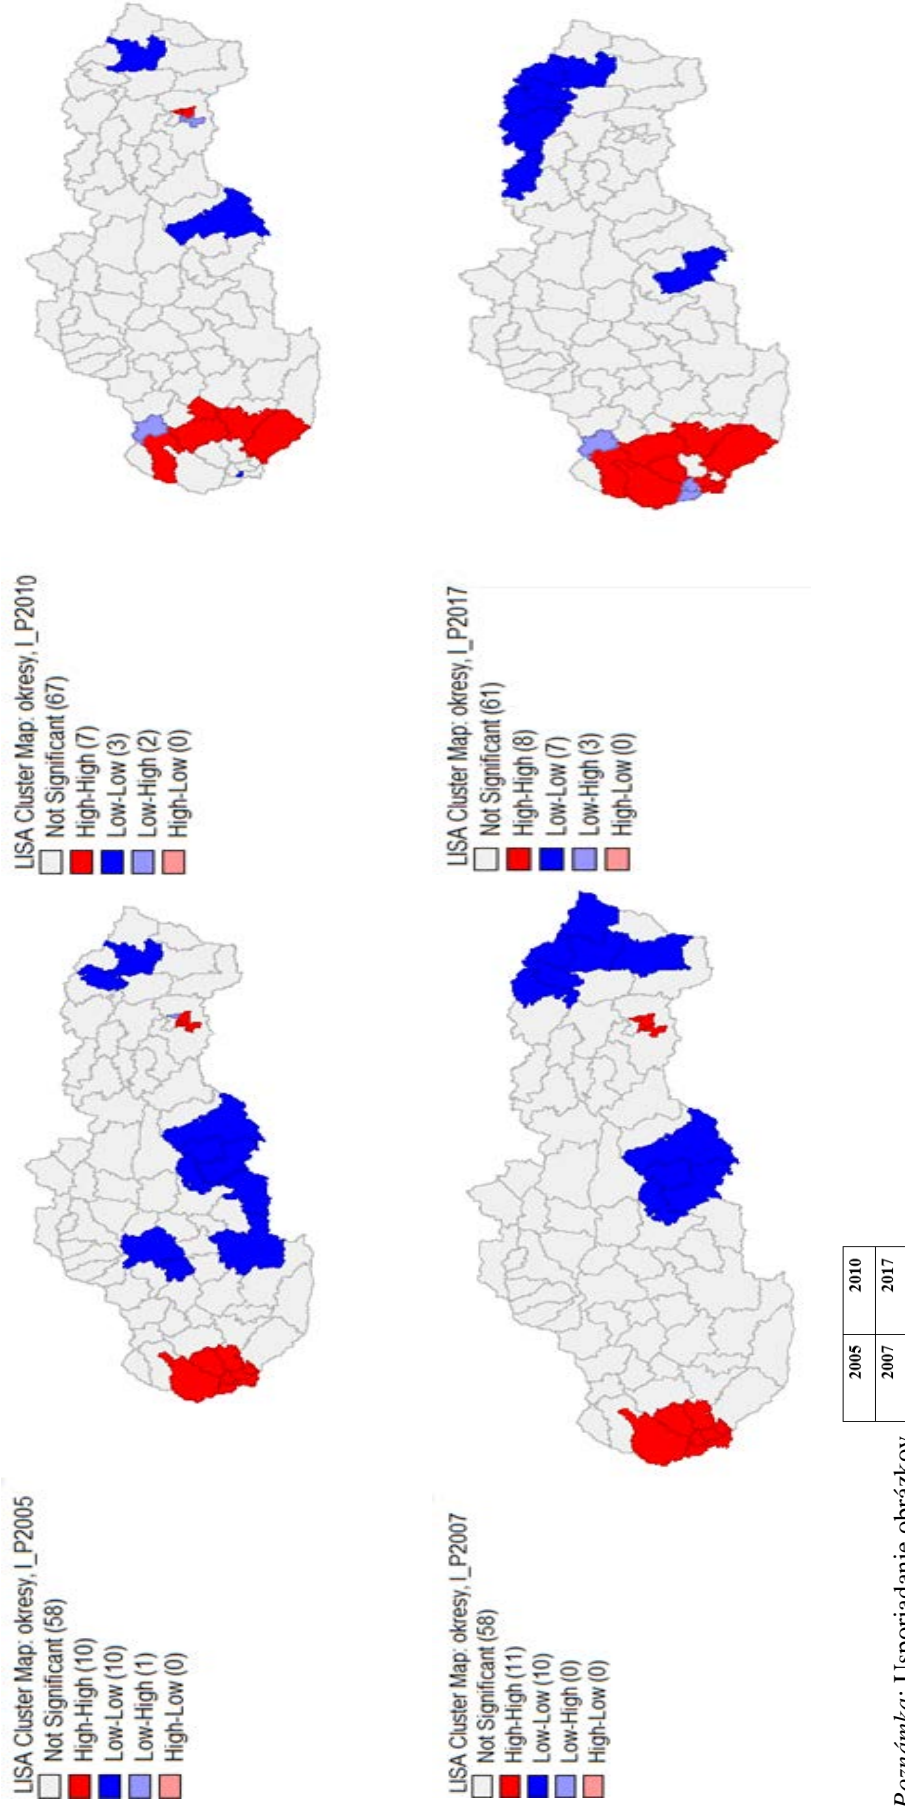 LISA Cluster Map: okresy, I_P2005
Not Significant (58)
High-High (10)
Low-Low (10)
Low-High (1)
High-Low (0)
LISA Cluster Map: okresy, I_P2010
Not Significant (67)
High-High (7)
Low-Low (3)
Low-High (2)
High-Low (0)
LISA Cluster Map: okresy, I_P2007
Not Significant (58)
High-High (11)
Low-Low (10)
Low-High (0)
High-Low (0)
LISA Cluster Map: okresy, I_P2017
Not Significant (61)
High-High (8)
Low-Low (7)
Low-High (3)
High-Low (0)
2005 2010
2007 2017
Poznámka: Usporiadanie obrázkov